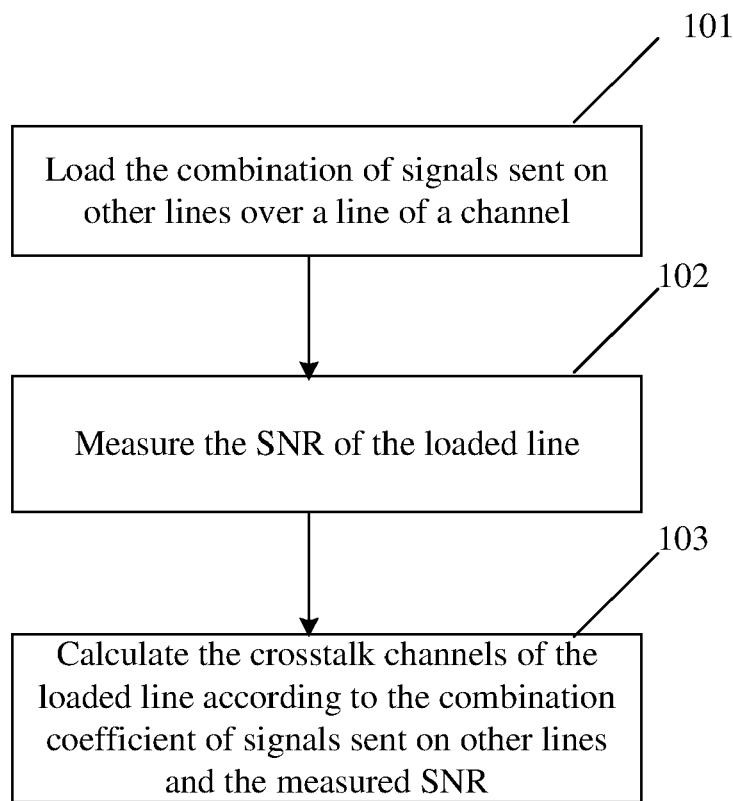 101
Load the combination of signals sent on
other lines over a line of a channel
102
Measure the SNR of the loaded line
103
Calculate the crosstalk channels of the
loaded line according to the combination
coefficient of signals sent on other lines
and the measured SNR